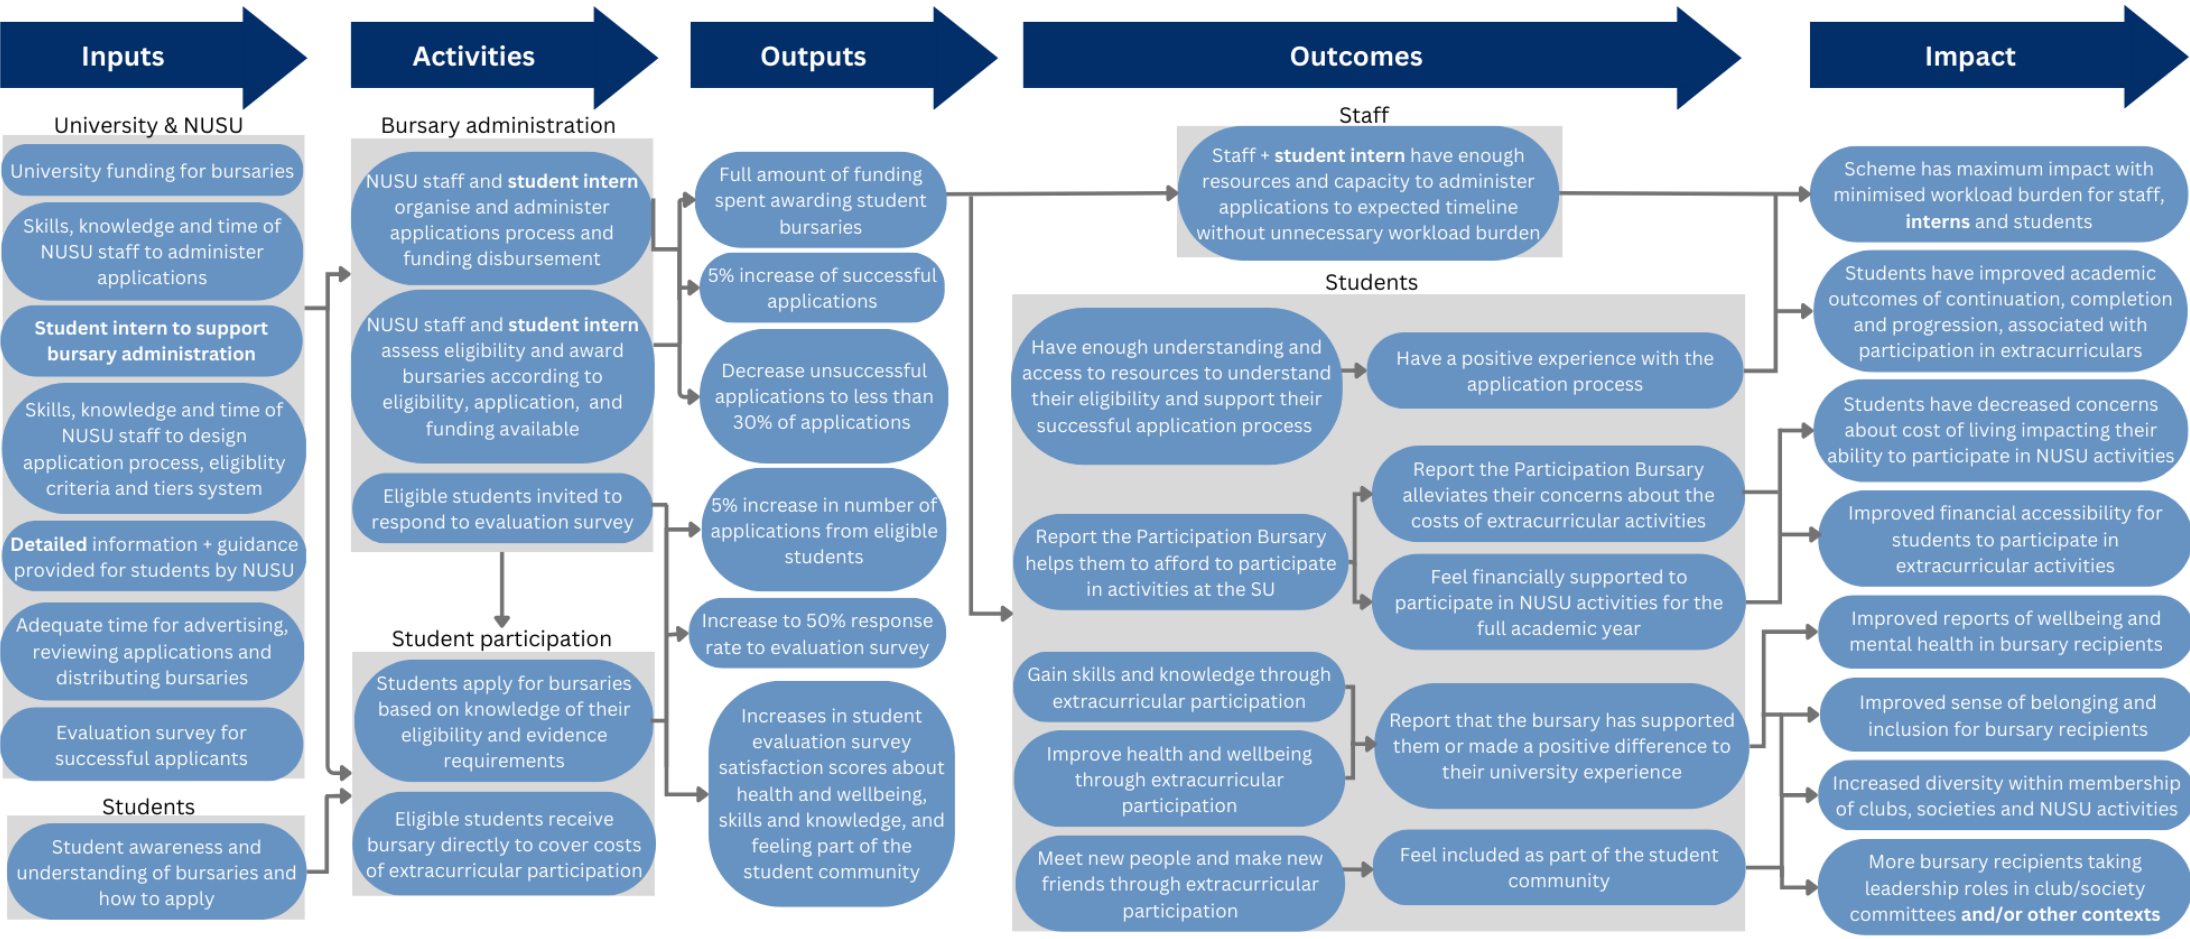 Inputs
Activities
Outputs
Outcomes
Impact
University & NUSU
University funding for bursaries
Skills, knowledge and time of
NUSU staff to administer
applications
Student intern to support
bursary administration
Skills, knowledge and time of
NUSU staff to design
application process, eligiblity
criteria and tiers system
Detailed information + guidance
provided for students by NUSU
Adequate time for advertising,
reviewing applications and
distributing bursaries
Evaluation survey for
successful applicants
Students
Student awareness and
understanding of bursaries and
how to apply
Bursary administration
NUSU staff and student intern
organise and administer
applications process and
funding disbursement
NUSU staff and student intern
assess eligibility and award
bursaries according to
eligibility, application, and
funding available
Eligible students invited to
respond to evaluation survey
Student participation
Students apply for bursaries
based on knowledge of their
eligibility and evidence
requirements
Eligible students receive
bursary directly to cover costs
of extracurricular participation
Full amount of funding
spent awarding student
bursaries
5% increase of successful
applications
Decrease unsuccessful
applications to less than
30% of applications
5% increase in number of
applications from eligible
students
Increase to 50% response
rate to evaluation survey
Increases in student
evaluation survey
satisfaction scores about
health and wellbeing,
skills and knowledge, and
feeling part of the
student community
Staff
Staff + student intern have enough
resources and capacity to administer
applications to expected timeline
without unnecessary workload burden
Students
Have enough understanding and
access to resources to understand
their eligibility and support their
successful application process
Have a positive experience with the
application process
Report the Participation Bursary
helps them to afford to participate
in activities at the SU
Report the Participation Bursary
alleviates their concerns about the
costs of extracurricular activities
Feel financially supported to
participate in NUSU activities for the
full academic year
Gain skills and knowledge through
extracurricular participation
Improve health and wellbeing
through extracurricular
participation
Report that the bursary has supported
them or made a positive difference to
their university experience
Meet new people and make new
friends through extracurricular
participation
Feel included as part of the student
community
Scheme has maximum impact with
minimised workload burden for staff,
interns and students
Students have improved academic
outcomes of continuation, completion
and progression, associated with
participation in extracurriculars
Students have decreased concerns
about cost of living impacting their
ability to participate in NUSU activities
Improved financial accessibility for
students to participate in
extracurricular activities
Improved reports of wellbeing and
mental health in bursary recipients
Improved sense of belonging and
inclusion for bursary recipients
Increased diversity within membership
of clubs, societies and NUSU activities
More bursary recipients taking
leadership roles in club/society
committees and/or other contexts